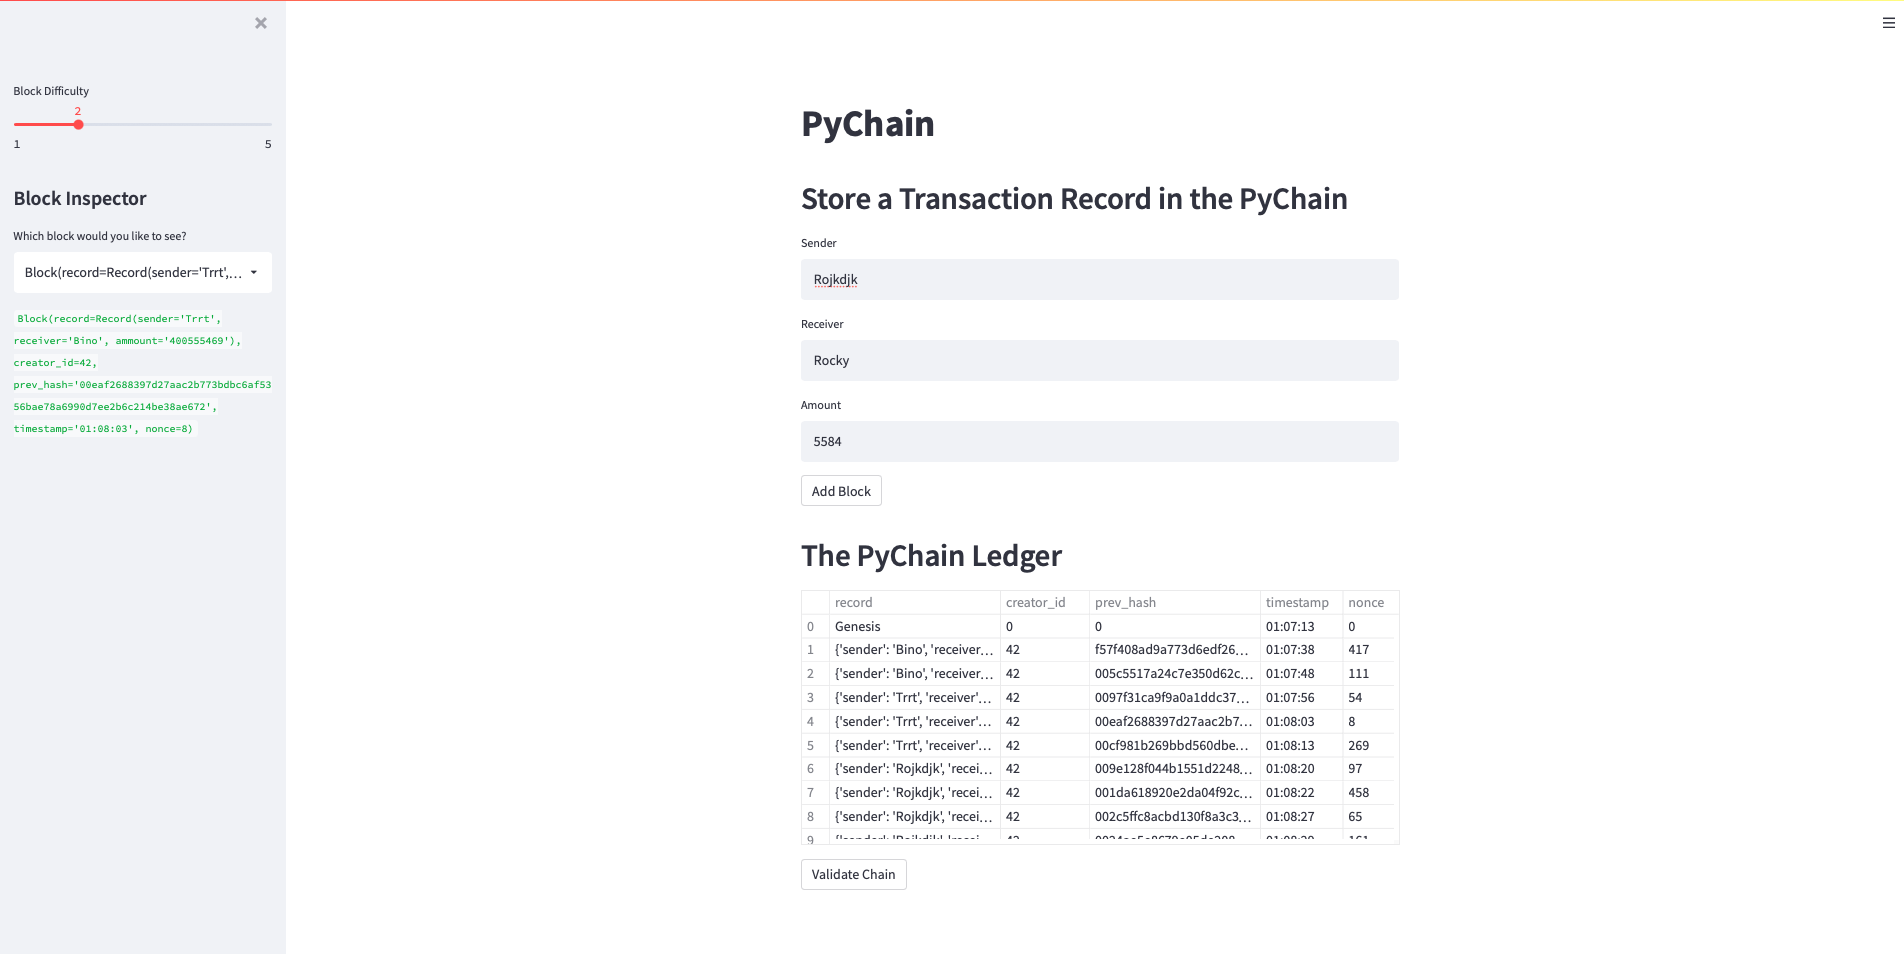 Block Difficulty
2
1 5
Block Inspector
Which block would you like to see?
Block(record=Record(sender='Trrt',...
Block(record=Record(sender='Trrt',
receiver='Bino', ammount='400555469'),
creator_id=42,
prev_hash='00eaf2688397d27aac2b773bdbc6af53
56bae78a6990d7ee2b6c214be38ae672',
timestamp='01:08:03', nonce=8)
PyChain
Store a Transaction Record in the PyChain
Sender
Rojkdjk
Receiver
Rocky
Amount
5584
Add Block
The PyChain Ledger
record creator_id prev_hash timestamp nonce
0 Genesis 0 0 01:07:13 0
1 {'sender': 'Bino', 'receiver... 42 f57f408ad9a773d6edf26... 01:07:38 417
2 {'sender': 'Bino', 'receiver... 42 005c5517a24c7e350d62c... 01:07:48 111
3 {'sender': 'Trrt', 'receiver'... 42 0097f31ca9f9a0a1ddc37... 01:07:56 54
4 {'sender': 'Trrt', 'receiver'... 42 00eaf2688397d27aac2b7... 01:08:03 8
5 {'sender': 'Trrt', 'receiver'... 42 00cf981b269bbd560dbe... 01:08:13 269
6 {'sender': 'Rojkdjk', 'recei... 42 009e128f044b1551d2248... 01:08:20 97
7 {'sender': 'Rojkdjk', 'recei... 42 001da618920e2da04f92c... 01:08:22 458
8 {'sender': 'Rojkdjk', 'recei... 42 002c5ffc8acbd130f8a3c3... 01:08:27 65
9 {'sender': 'Rojkdjk', 'recei... 42
Validate Chain